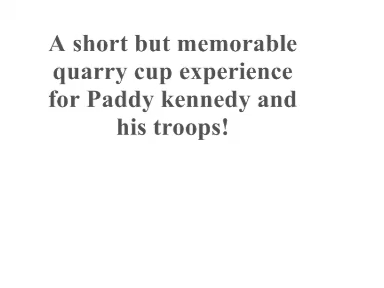 A short but memorable
quarry cup experience
for Paddy kennedy and
his troops!